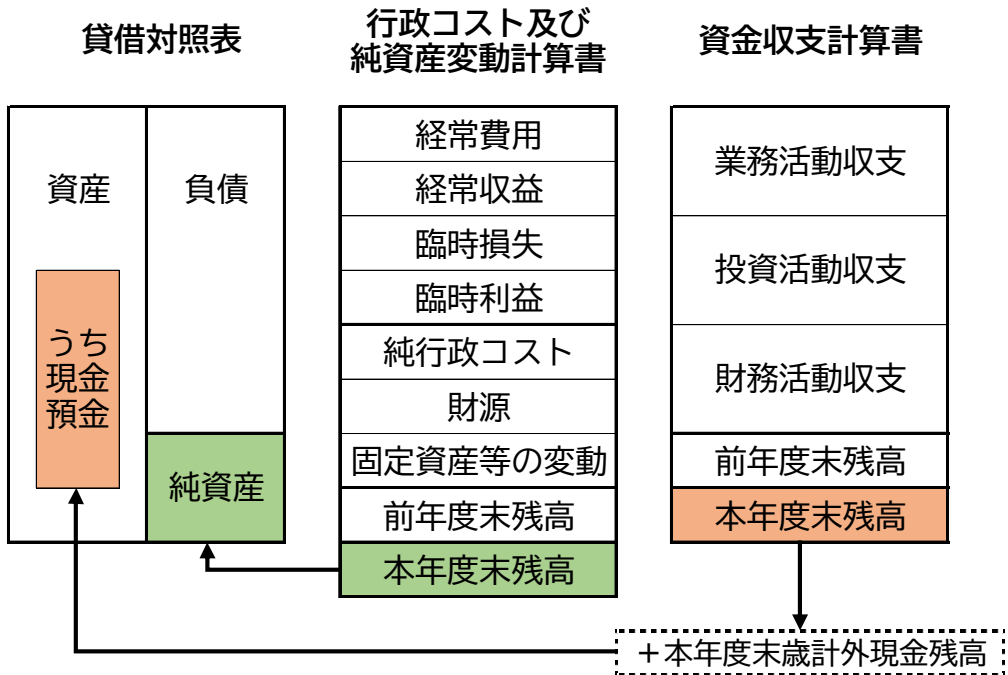 貸借対照表
資産
うち
現金
預金
負債
純資産
行政コスト及び
純資産変動計算書
経常費用
経常収益
臨時損失
臨時利益
純行政コスト
財源
固定資産等の変動
前年度末残高
本年度末残高
資金収支計算書
業務活動収支
投資活動収支
財務活動収支
前年度末残高
本年度末残高
＋本年度末歳計外現金残高